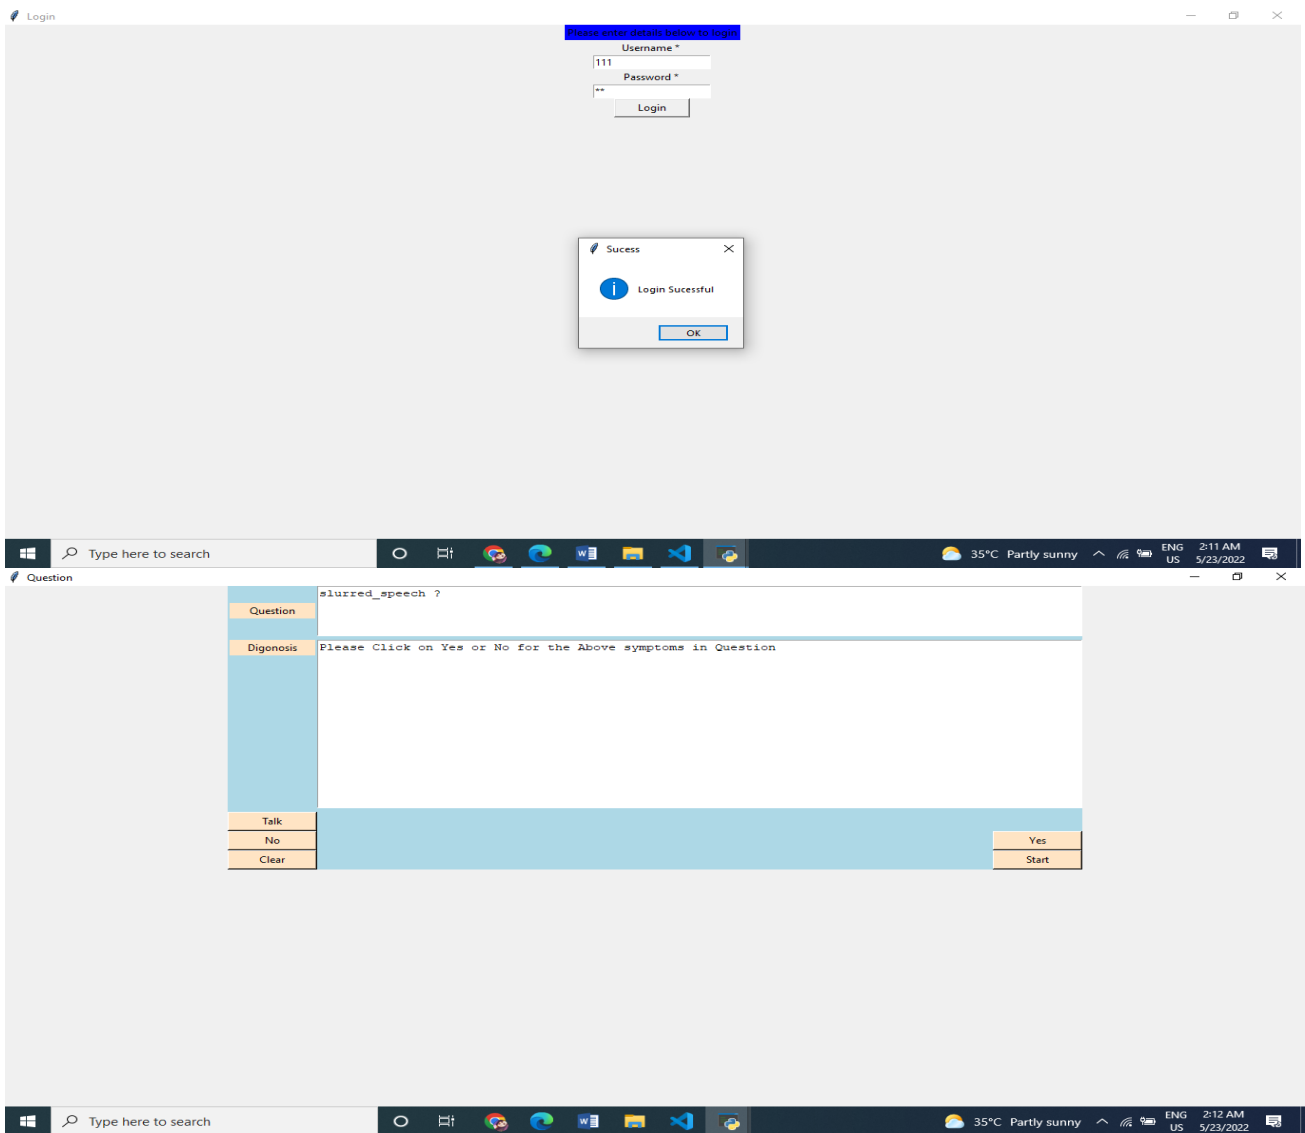 Login
Please enter details below to login
Username *
111
Password *
**
Login
Sucess
i
Login Sucessful
OK
Type here to search
35°C Partly sunny
ENG
US
2:11 AM
5/23/2022
Question
slurred_speech ?
Question
Digonosis
Please Click on Yes or No for the Above symptoms in Question
Talk
No
Yes
Clear
Start
Type here to search
35°C Partly sunny
ENG
US
2:12 AM
5/23/2022